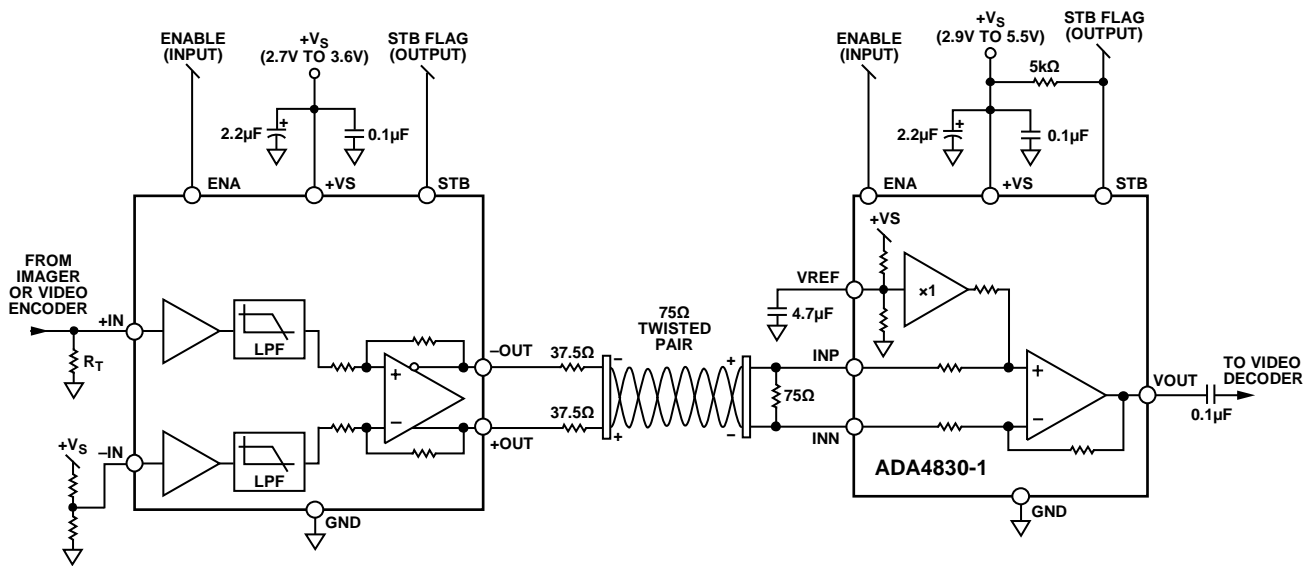 ENABLE
(INPUT)
+VS
(2.7V TO 3.6V)
STB FLAG
(OUTPUT)
2.2µF
+
0.1µF
ENA
+VS
STB
FROM
IMAGER
OR VIDEO
ENCODER
+IN
RT
LPF
+
−
−OUT
37.5Ω
+OUT
37.5Ω
+VS
−IN
LPF
GND
75Ω
TWISTED
PAIR
−
+
+
−
ENABLE
(INPUT)
+VS
(2.9V TO 5.5V)
STB FLAG
(OUTPUT)
5kΩ
2.2µF
+
0.1µF
ENA
+VS
STB
+VS
VREF
×1
4.7µF
INP
75Ω
INN
+
−
VOUT
TO VIDEO
DECODER
0.1µF
ADA4830-1
GND